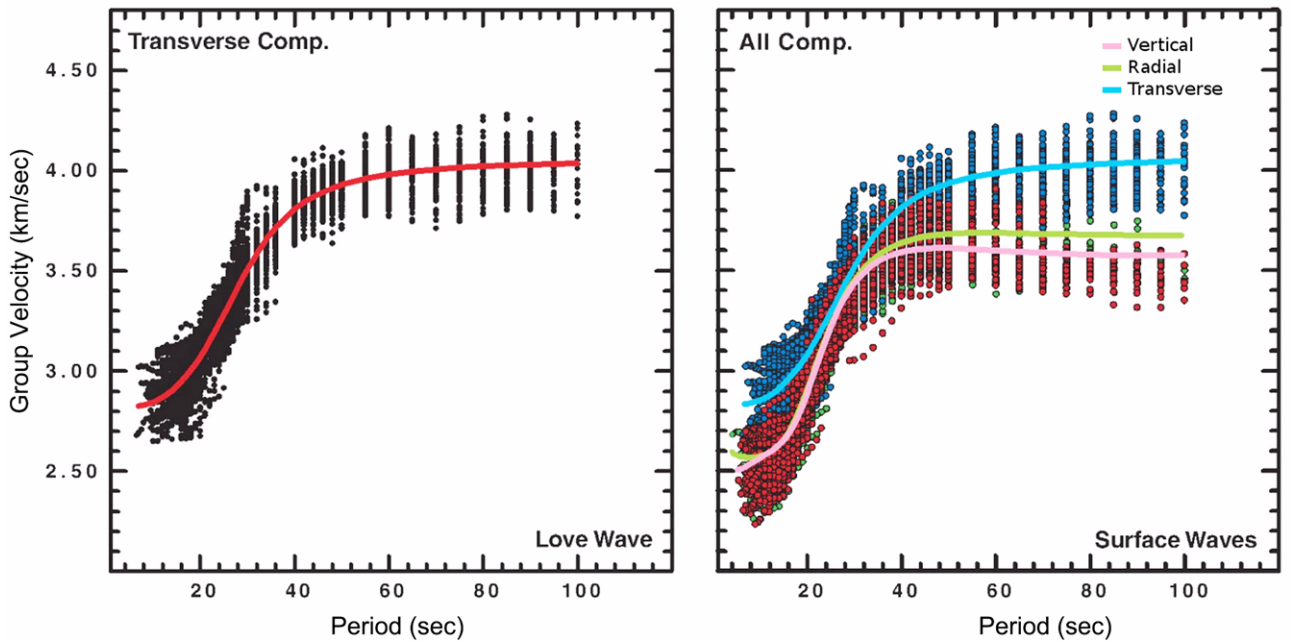 Transverse Comp.
Love Wave
Group Velocity (km/sec)
4.50
4.00
3.50
3.00
2.50
20 40 60 80 100
Period (sec)
All Comp.
Vertical
Radial
Transverse
Surface Waves
20 40 60 80 100
Period (sec)